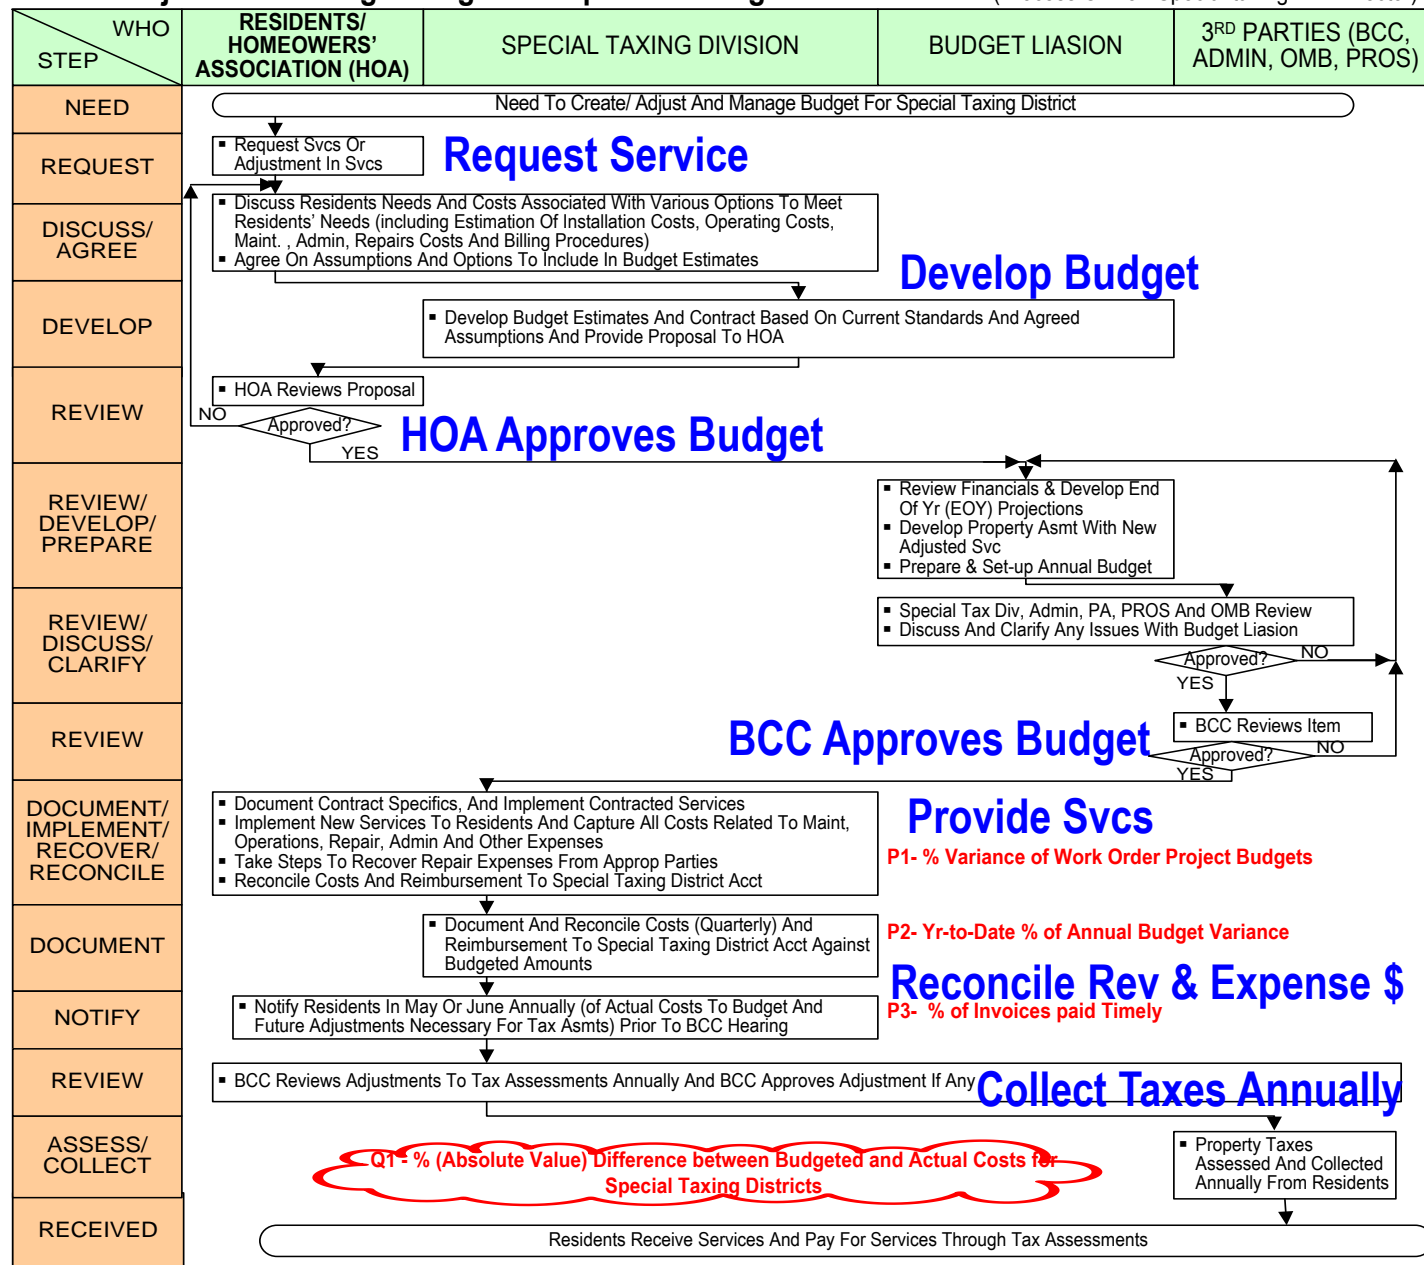 WHO
STEP
RESIDENTS/
HOMEOWERS'
ASSOCIATION (HOA)
SPECIAL TAXING DIVISION
BUDGET LIASION
3RD PARTIES (BCC,
ADMIN, OMB, PROS)
NEED
Need To Create/ Adjust And Manage Budget For Special Taxing District
REQUEST
▪ Request Svcs Or
Adjustment In Svcs
Request Service
DISCUSS/
AGREE
▪ Discuss Residents Needs And Costs Associated With Various Options To Meet
Residents' Needs (including Estimation Of Installation Costs, Operating Costs,
Maint. , Admin, Repairs Costs And Billing Procedures)
▪ Agree On Assumptions And Options To Include In Budget Estimates
Develop Budget
DEVELOP
▪ Develop Budget Estimates And Contract Based On Current Standards And Agreed
Assumptions And Provide Proposal To HOA
REVIEW
▪ HOA Reviews Proposal
NO
Approved?
YES
HOA Approves Budget
REVIEW/
DEVELOP/
PREPARE
▪ Review Financials & Develop End
Of Yr (EOY) Projections
▪ Develop Property Asmt With New
Adjusted Svc
▪ Prepare & Set-up Annual Budget
REVIEW/
DISCUSS/
CLARIFY
▪ Special Tax Div, Admin, PA, PROS And OMB Review
▪ Discuss And Clarify Any Issues With Budget Liasion
Approved?
NO
YES
REVIEW
BCC Approves Budget
▪ BCC Reviews Item
Approved?
NO
YES
DOCUMENT/
IMPLEMENT/
RECOVER/
RECONCILE
▪ Document Contract Specifics, And Implement Contracted Services
▪ Implement New Services To Residents And Capture All Costs Related To Maint,
Operations, Repair, Admin And Other Expenses
▪ Take Steps To Recover Repair Expenses From Approp Parties
▪ Reconcile Costs And Reimbursement To Special Taxing District Acct
Provide Svcs
P1- % Variance of Work Order Project Budgets
DOCUMENT
▪ Document And Reconcile Costs (Quarterly) And
Reimbursement To Special Taxing District Acct Against
Budgeted Amounts
P2- Yr-to-Date % of Annual Budget Variance
Reconcile Rev & Expense $
NOTIFY
▪ Notify Residents In May Or June Annually (of Actual Costs To Budget And
Future Adjustments Necessary For Tax Asmts) Prior To BCC Hearing
P3- % of Invoices paid Timely
REVIEW
▪ BCC Reviews Adjustments To Tax Assessments Annually And BCC Approves Adjustment If Any
Collect Taxes Annually
ASSESS/
COLLECT
Q1 - % (Absolute Value) Difference between Budgeted and Actual Costs for
Special Taxing Districts
▪ Property Taxes
Assessed And Collected
Annually From Residents
RECEIVED
Residents Receive Services And Pay For Services Through Tax Assessments